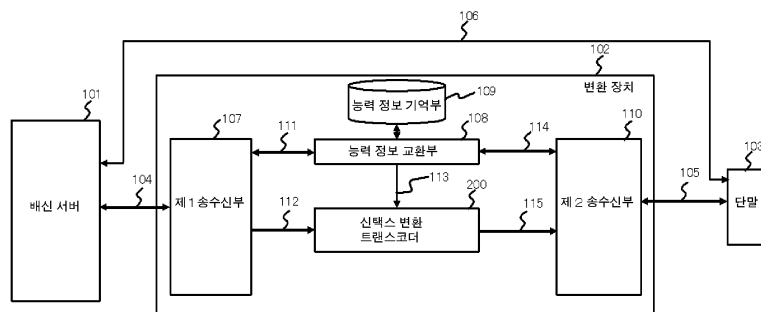 106
102
변환 장치
101
능력 정보 기억부
109
107
111
108
114
110
능력 정보 교환부
103
104
113
105
배신 서버
제 1 송수신부
112
200
신택스 변환
트랜스코더
115
제 2 송수신부
단말